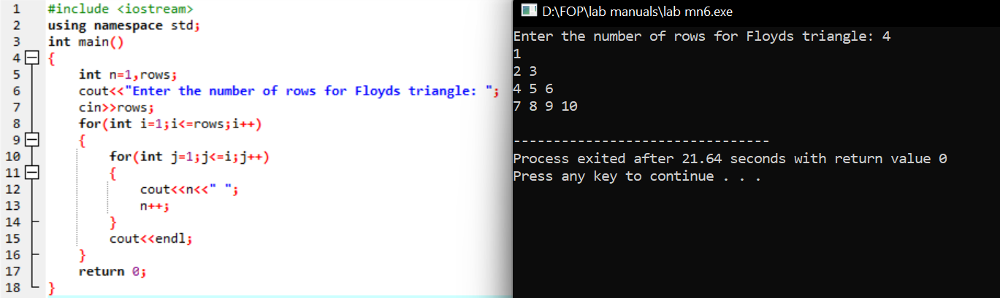 1 #include <iostream>
2 using namespace std;
3 int main()
4 {
5 int n=1,rows;
6 cout<<"Enter the number of rows for Floyds triangle: ";
7 cin>>rows;
8 for(int i=1;i<=rows;i++)
9 {
10 for(int j=1;j<=i;j++)
11 {
12 cout<<n<<" ";
13 n++;
14 }
15 cout<<endl;
16 }
17 return 0;
18 }
D:\FOP\lab manuals\lab mn6.exe
Enter the number of rows for Floyds triangle: 4
1
2 3
4 5 6
7 8 9 10
--------------------------------
Process exited after 21.64 seconds with return value 0
Press any key to continue . . .